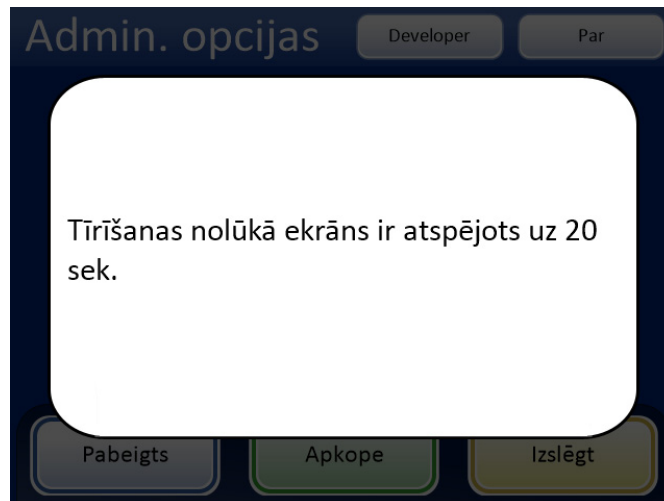 Admin. opcijas
Developer
Par
Tīrīšanas nolūkā ekrāns ir atspējots uz 20
sek.
Pabeigts
Apkope
Izslēgt